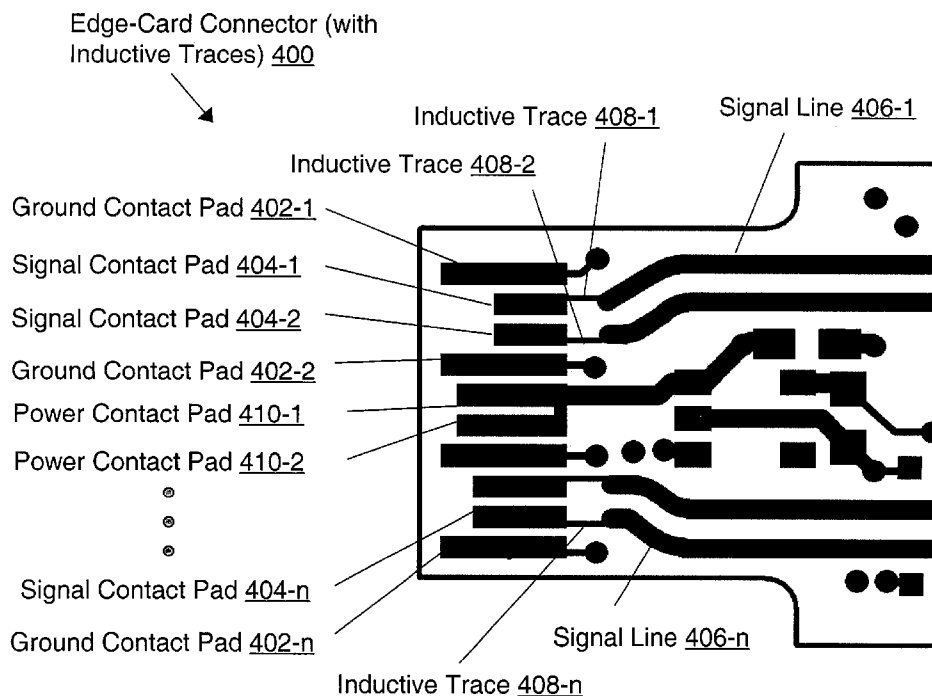 Edge-Card Connector (with
Inductive Traces) 400
Inductive Trace 408-1
Signal Line 406-1
Inductive Trace 408-2
Ground Contact Pad 402-1
Signal Contact Pad 404-1
Signal Contact Pad 404-2
Ground Contact Pad 402-2
Power Contact Pad 410-1
Power Contact Pad 410-2
Signal Contact Pad 404-n
Ground Contact Pad 402-n
Signal Line 406-n
Inductive Trace 408-n